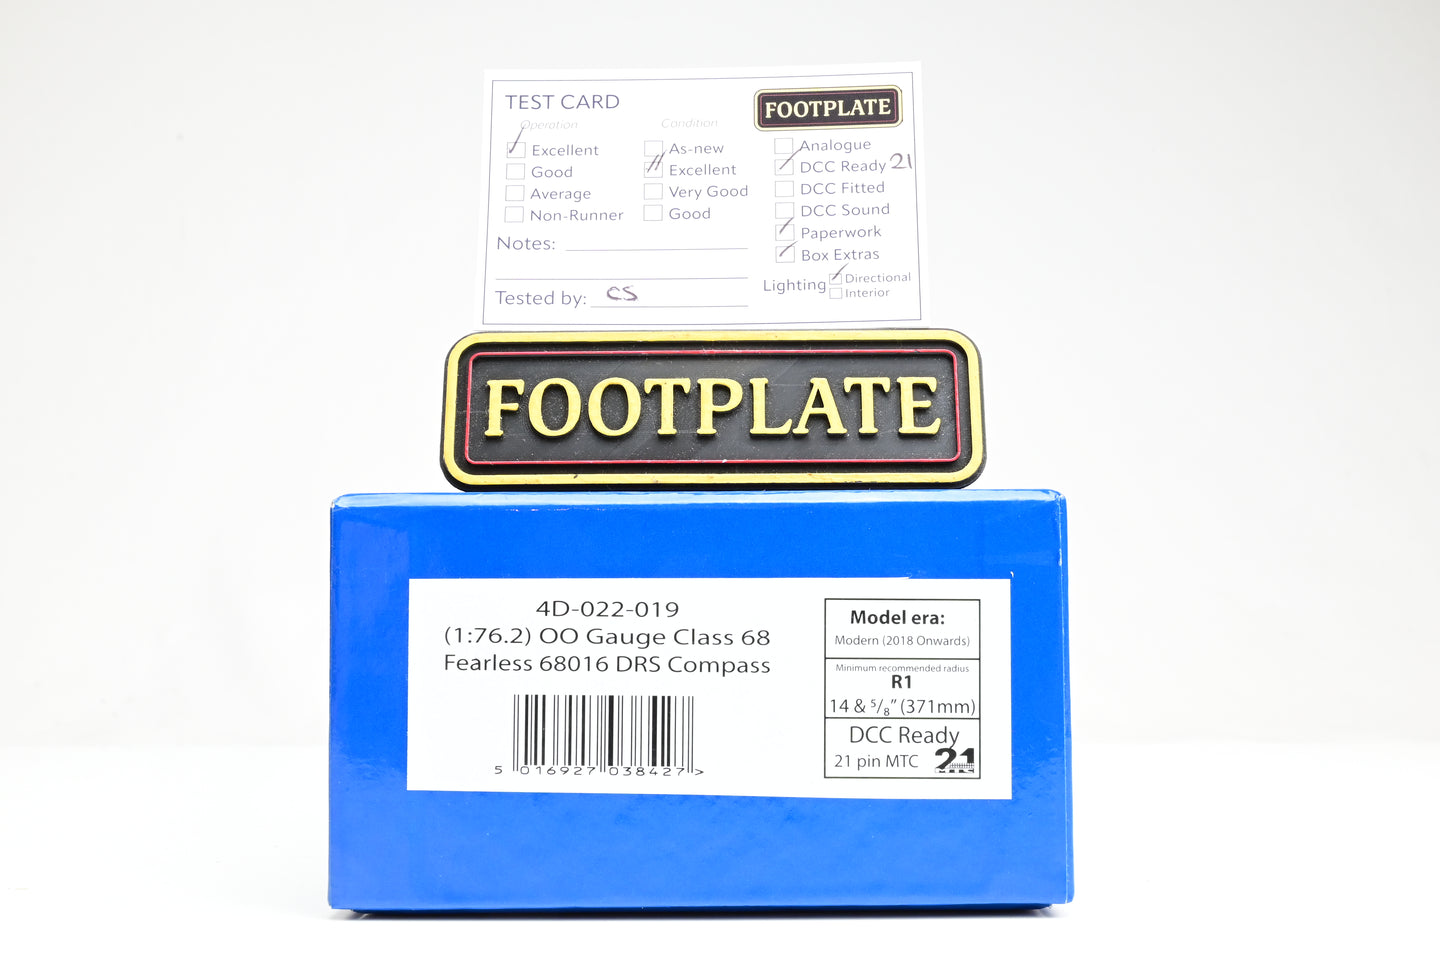 TEST CARD
FOOTPLATE
Operation
Excellent
Good
Average
Non-Runner
Condition
As-new
Excellent
Very Good
Good
Analogue
DCC Ready 21
DCC Fitted
DCC Sound
Paperwork
Box Extras
Notes:
Tested by: CS
Lighting
Directional
Interior
FOOTPLATE
4D-022-019
(1:76.2) OO Gauge Class 68
Fearless 68016 DRS Compass
5 016927 038427 >
Model era:
Modern (2018 Onwards)
Minimum recommended radius
R1
14 & 5/8" (371mm)
DCC Ready
21 pin MTC
21
MTC